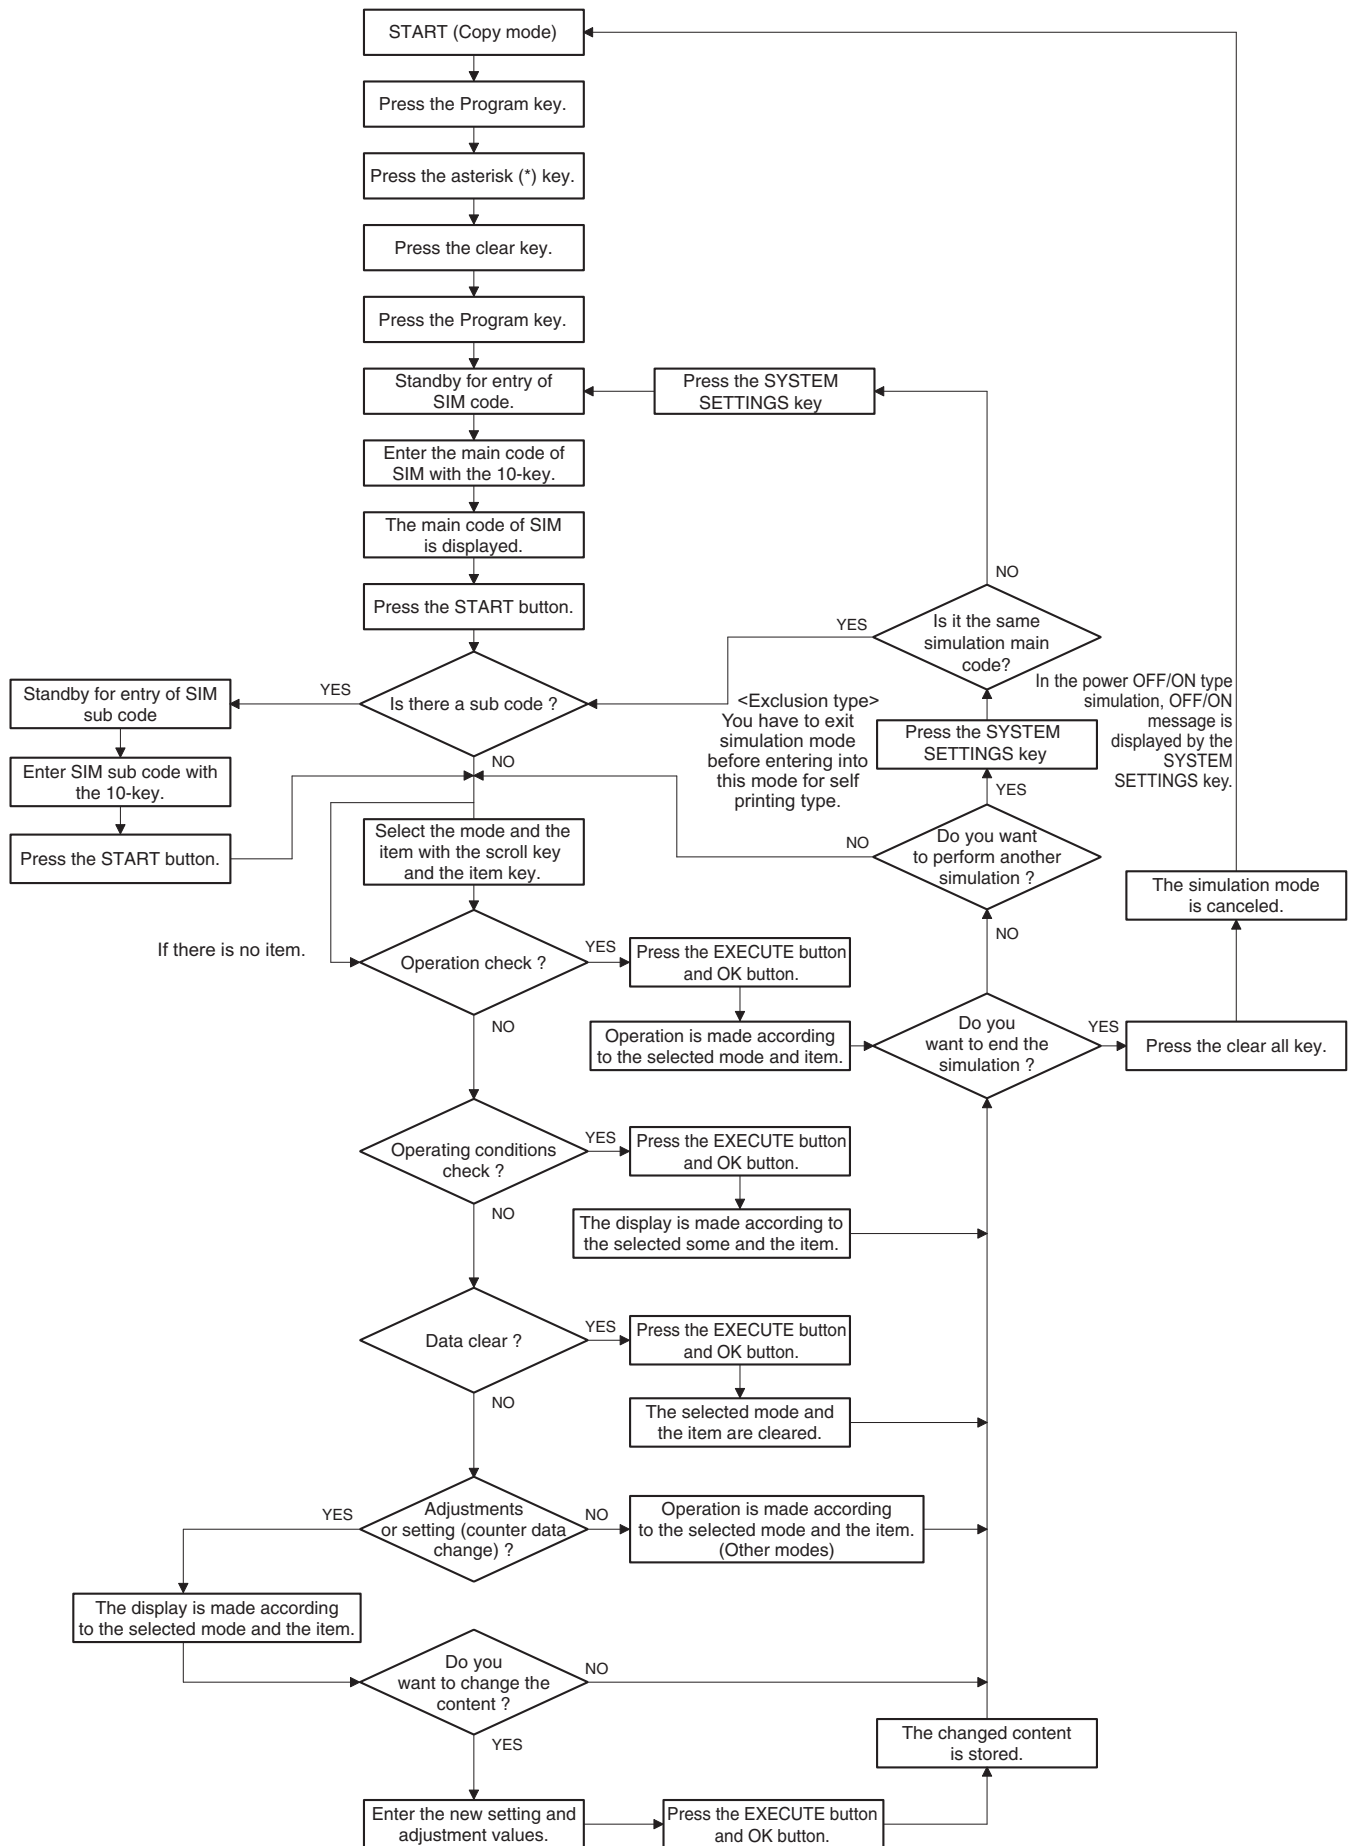 START (Copy mode)
Press the Program key.
Press the asterisk (*) key.
Press the clear key.
Press the Program key.
Standby for entry of
SIM code.
Press the SYSTEM
SETTINGS key
Enter the main code of
SIM with the 10-key.
The main code of SIM
is displayed.
Press the START button.
NO
Is it the same
simulation main
code?
YES
Is there a sub code ?
YES
NO
Standby for entry of SIM
sub code
Enter SIM sub code with
the 10-key.
Press the START button.
<Exclusion type>
You have to exit
simulation mode
before entering into
this mode for self
printing type.
Press the SYSTEM
SETTINGS key
In the power OFF/ON type
simulation, OFF/ON
message is
displayed by the
SYSTEM
SETTINGS key.
YES
Do you want
to perform another
simulation ?
NO
NO
Select the mode and the
item with the scroll key
and the item key.
The simulation mode
is canceled.
If there is no item.
Operation check ?
YES
NO
Press the EXECUTE button
and OK button.
Operation is made according
to the selected mode and item.
Do you
want to end the
simulation ?
YES
Press the clear all key.
Operating conditions
check ?
YES
NO
Press the EXECUTE button
and OK button.
The display is made according to
the selected some and the item.
Data clear ?
YES
NO
Press the EXECUTE button
and OK button.
The selected mode and
the item are cleared.
YES
Adjustments
or setting (counter data
change) ?
NO
Operation is made according
to the selected mode and the item.
(Other modes)
The display is made according
to the selected mode and the item.
Do you
want to change the
content ?
NO
YES
The changed content
is stored.
Enter the new setting and
adjustment values.
Press the EXECUTE button
and OK button.